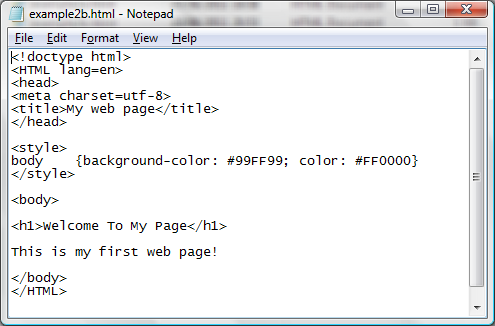 example2b.html - Notepad
File Edit Format View Help
<!doctype html>
<HTML lang=en>
<head>
<meta charset=utf-8>
<title>My web page</title>
</head>
<style>
body    {background-color: #99FF99; color: #FF0000}
</style>
<body>
<h1>Welcome To My Page</h1>
This is my first web page!
</body>
</HTML>